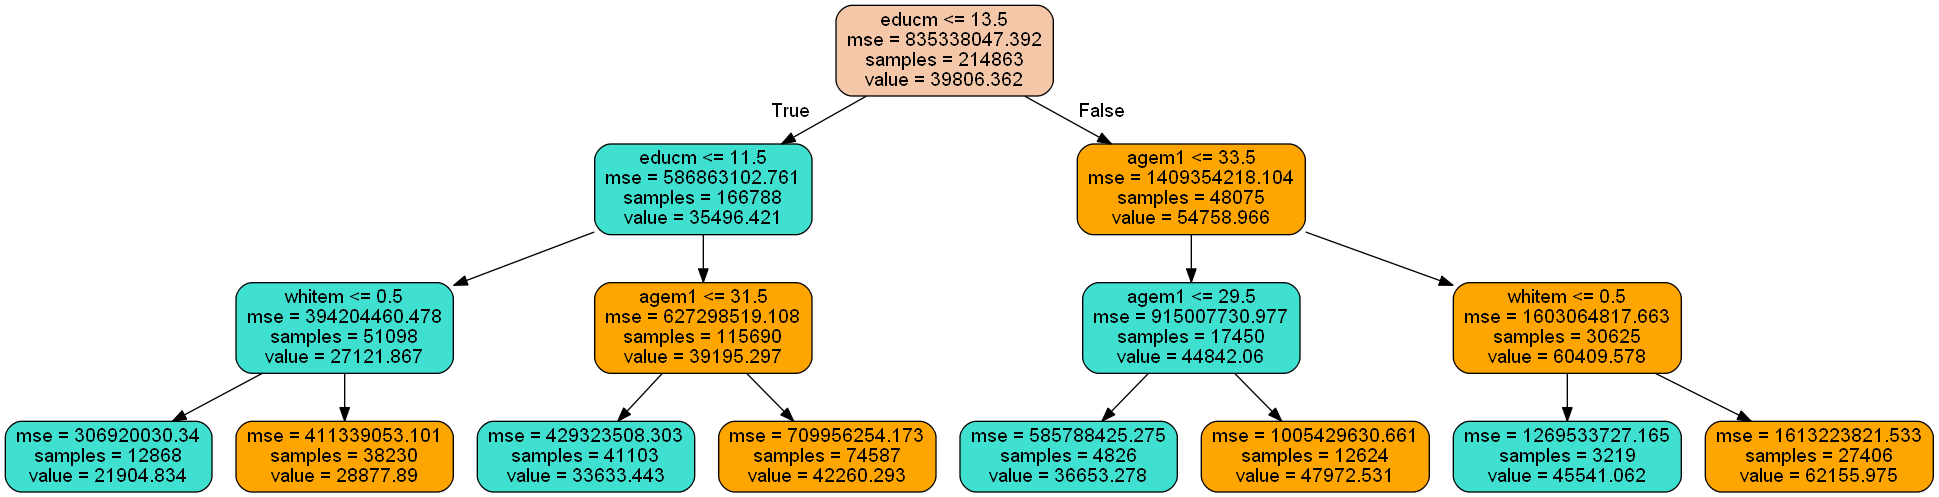 educm <= 13.5
mse = 835338047.392
samples = 214863
value = 39806.362
True
False
educm <= 11.5
mse = 586863102.761
samples = 166788
value = 35496.421
agem1 <= 33.5
mse = 1409354218.104
samples = 48075
value = 54758.966
whitem <= 0.5
mse = 394204460.478
samples = 51098
value = 27121.867
agem1 <= 31.5
mse = 627298519.108
samples = 115690
value = 39195.297
agem1 <= 29.5
mse = 915007730.977
samples = 17450
value = 44842.06
whitem <= 0.5
mse = 1603064817.663
samples = 30625
value = 60409.578
mse = 306920030.34
samples = 12868
value = 21904.834
mse = 411339053.101
samples = 38230
value = 28877.89
mse = 429323508.303
samples = 41103
value = 33633.443
mse = 709956254.173
samples = 74587
value = 42260.293
mse = 585788425.275
samples = 4826
value = 36653.278
mse = 1005429630.661
samples = 12624
value = 47972.531
mse = 1269533727.165
samples = 3219
value = 45541.062
mse = 1613223821.533
samples = 27406
value = 62155.975